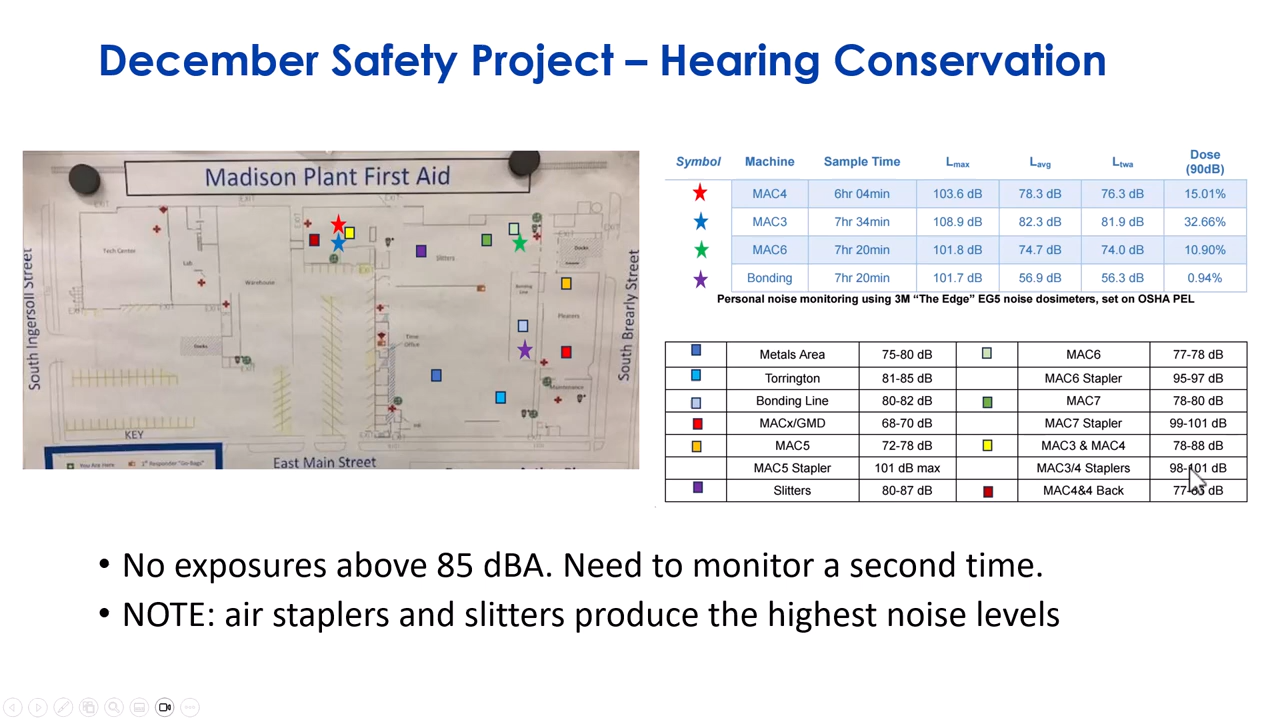 December Safety Project – Hearing Conservation
Madison Plant First Aid
South Ingersoll Street
South Brearly Street
East Main Street
KEY
Tech Center
Lab
Warehouse
Docks
Slitters
Bonding
Line
Time
Office
Pleaters
Docks
Maintenance
EXIT
You Are Here
1st Responder "Go-Bags"
Symbol Machine Sample Time Lmax Lavg Ltwa Dose (90dB)
MAC4 6hr 04min 103.6 dB 78.3 dB 76.3 dB 15.01%
MAC3 7hr 34min 108.9 dB 82.3 dB 81.9 dB 32.66%
MAC6 7hr 20min 101.8 dB 74.7 dB 74.0 dB 10.90%
Bonding 7hr 20min 101.7 dB 56.9 dB 56.3 dB 0.94%
Personal noise monitoring using 3M “The Edge” EG5 noise dosimeters, set on OSHA PEL
Metals Area 75-80 dB MAC6 77-78 dB
Torrington 81-85 dB MAC6 Stapler 95-97 dB
Bonding Line 80-82 dB MAC7 78-80 dB
MACx/GMD 68-70 dB MAC7 Stapler 99-101 dB
MAC5 72-78 dB MAC3 & MAC4 78-88 dB
MAC5 Stapler 101 dB max MAC3/4 Staplers 98-101 dB
Slitters 80-87 dB MAC4&4 Back
• No exposures above 85 dBA. Need to monitor a second time.
• NOTE: air staplers and slitters produce the highest noise levels